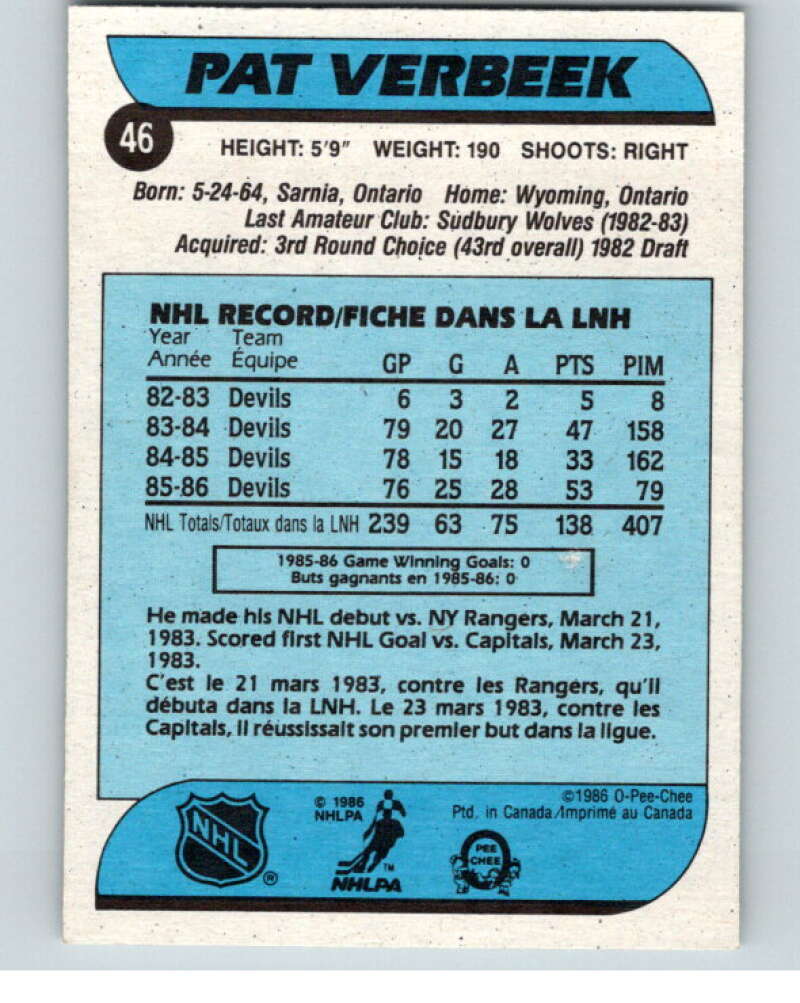 PAT VERBEEK
46
HEIGHT: 5'9" WEIGHT: 190 SHOOTS: RIGHT
Born: 5-24-64, Sarnia, Ontario Home: Wyoming, Ontario
Last Amateur Club: Sudbury Wolves (1982-83)
Acquired: 3rd Round Choice (43rd overall) 1982 Draft
NHL RECORD/FICHE DANS LA LNH
Year Team
Année Équipe GP G A PTS PIM
82-83 Devils 6 3 2 5 8
83-84 Devils 79 20 27 47 158
84-85 Devils 78 15 18 33 162
85-86 Devils 76 25 28 53 79
NHL Totals/Totaux dans la LNH 239 63 75 138 407
1985-86 Game Winning Goals: 0
Buts gagnants en 1985-86: 0
He made his NHL debut vs. NY Rangers, March 21,
1983. Scored first NHL Goal vs. Capitals, March 23,
1983.
C'est le 21 mars 1983, contre les Rangers, qu'il
débuta dans la LNH. Le 23 mars 1983, contre les
Capitals, il réussissait son premier but dans la ligue.
©1986 O-Pee-Chee
Ptd. in Canada/Imprimé au Canada
© 1986
NHLPA
NHL
®
TM
NHLPA
PEE
CHEE